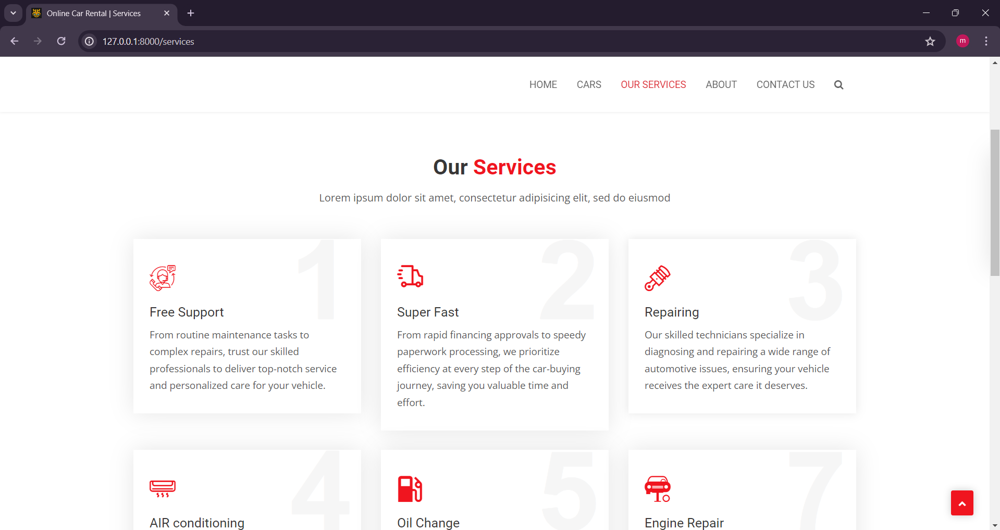 Online Car Rental | Services
127.0.0.1:8000/services
m
HOME CARS OUR SERVICES ABOUT CONTACT US
Our Services
Lorem ipsum dolor sit amet, consectetur adipisicing elit, sed do eiusmod
1
Free Support
From routine maintenance tasks to
complex repairs, trust our skilled
professionals to deliver top-notch service
and personalized care for your vehicle.
2
Super Fast
From rapid financing approvals to speedy
paperwork processing, we prioritize
efficiency at every step of the car-buying
journey, saving you valuable time and
effort.
3
Repairing
Our skilled technicians specialize in
diagnosing and repairing a wide range of
automotive issues, ensuring your vehicle
receives the expert care it deserves.
4
AIR conditioning
5
Oil Change
7
Engine Repair